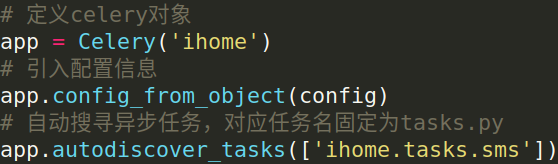 # 定义celery对象
app = Celery('ihome')
# 引入配置信息
app.config_from_object(config)
# 自动搜寻异步任务，对应任务名固定为tasks.py
app.autodiscover_tasks(['ihome.tasks.sms'])